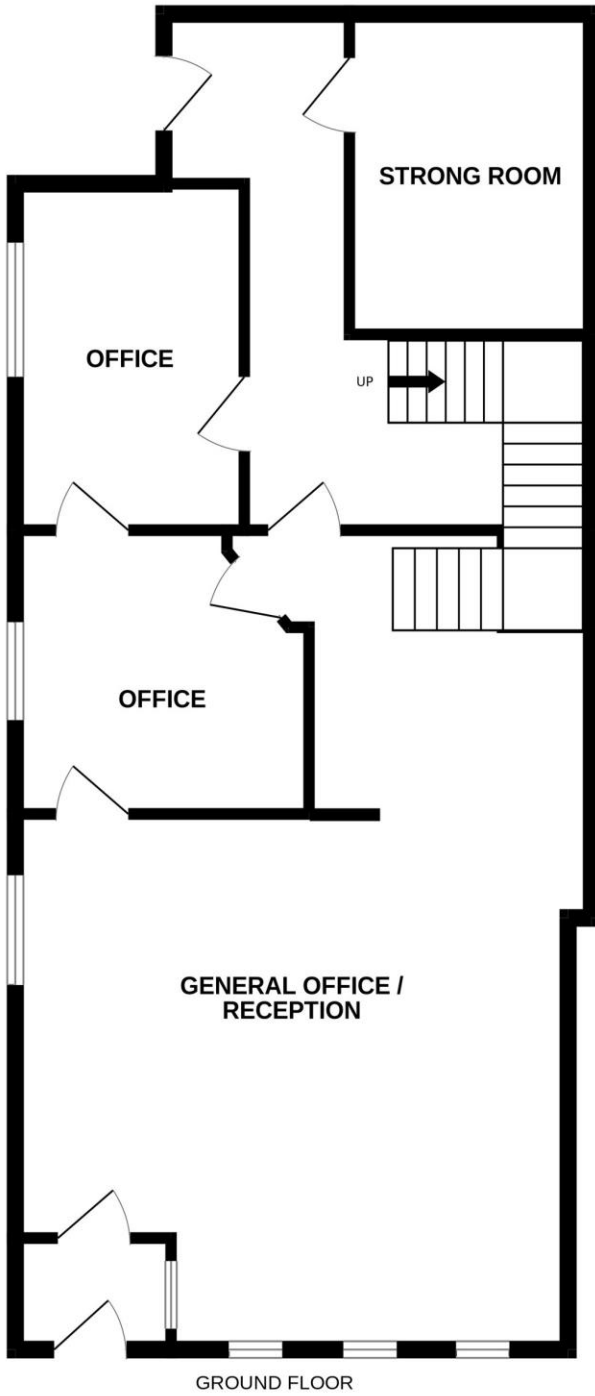 STRONG ROOM
OFFICE
UP
OFFICE
GENERAL OFFICE /
RECEPTION
GROUND FLOOR